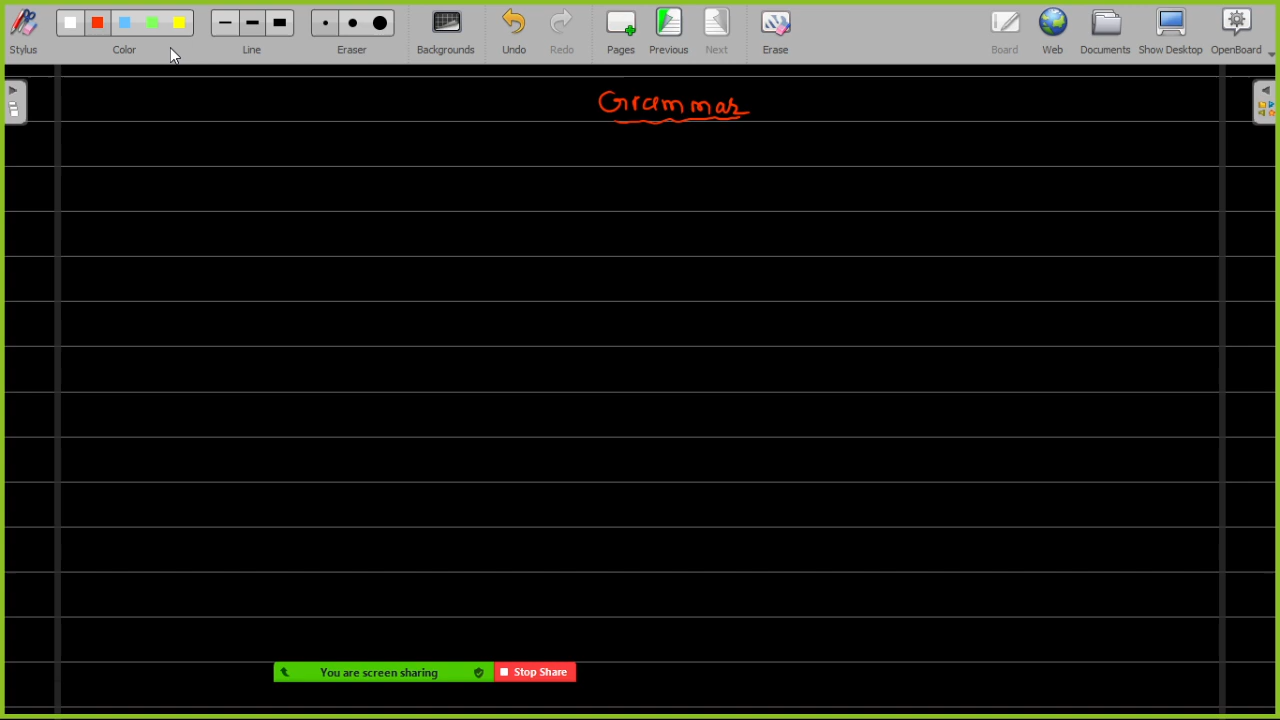 Stylus Color Line Eraser Backgrounds Undo Redo Pages Previous Next Erase Board Web Documents Show Desktop OpenBoard
Grammar
You are screen sharing Stop Share